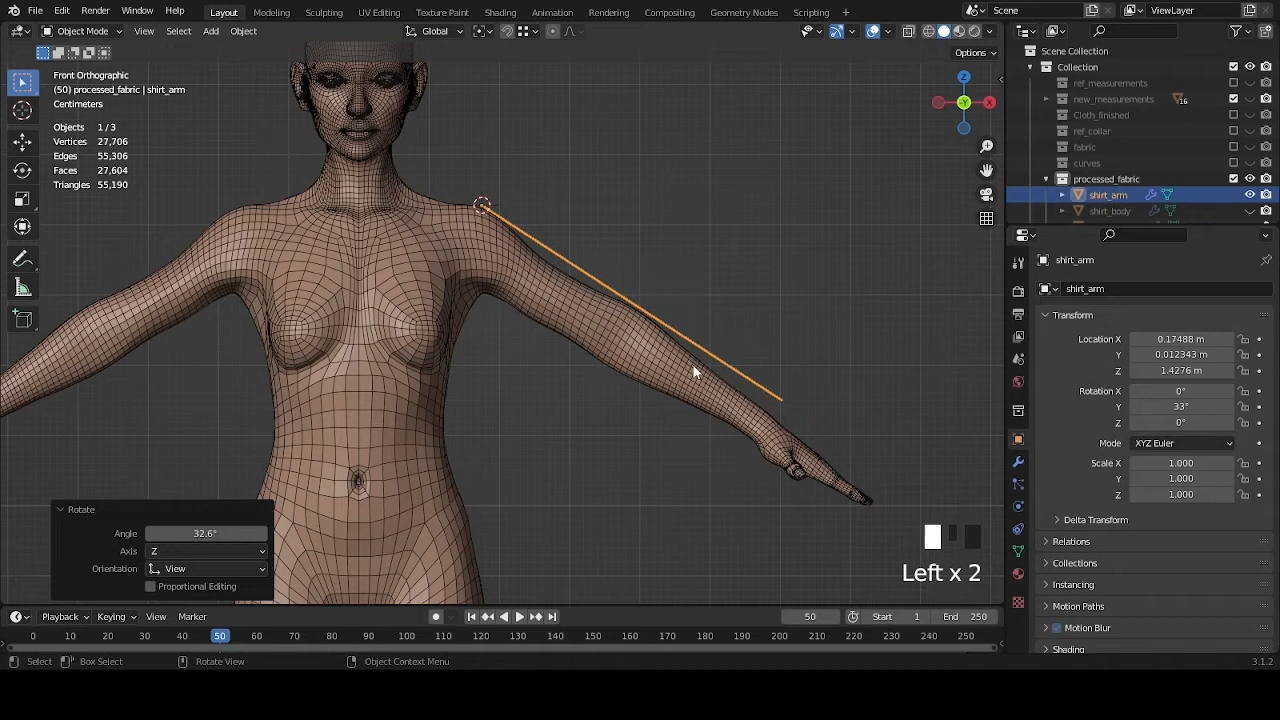 File Edit Render Window Help Layout Modeling Sculpting UV Editing Texture Paint Shading Animation Rendering Compositing Geometry Nodes Scripting + Scene ViewLayer
Object Mode View Select Add Object Global
Options
Front Orthographic
(50) processed_fabric | shirt_arm
Centimeters
Objects 1 / 3
Vertices 27,706
Edges 55,306
Faces 27,604
Triangles 55,190
Z
-Y
X
Scene Collection
Collection
ref_measurements
new_measurements 16
Cloth_finished
ref_collar
fabric
curves
processed_fabric
shirt_arm
shirt_body
shirt_arm
shirt_arm
Transform
Location X 0.17488 m
Y 0.012343 m
Z 1.4276 m
Rotation X 0°
Y 33°
Z 0°
Mode XYZ Euler
Scale X 1.000
Y 1.000
Z 1.000
Delta Transform
Relations
Collections
Instancing
Motion Paths
Motion Blur
Shading
Rotate
Angle 32.6°
Axis Z
Orientation View
Proportional Editing
Left x 2
Playback Keying View Marker 50 Start 1 End 250
0 10 20 30 40 50 60 70 80 90 100 110 120 130 140 150 160 170 180 190 200 210 220 230 240 250
Select Box Select Rotate View Object Context Menu 3.1.2